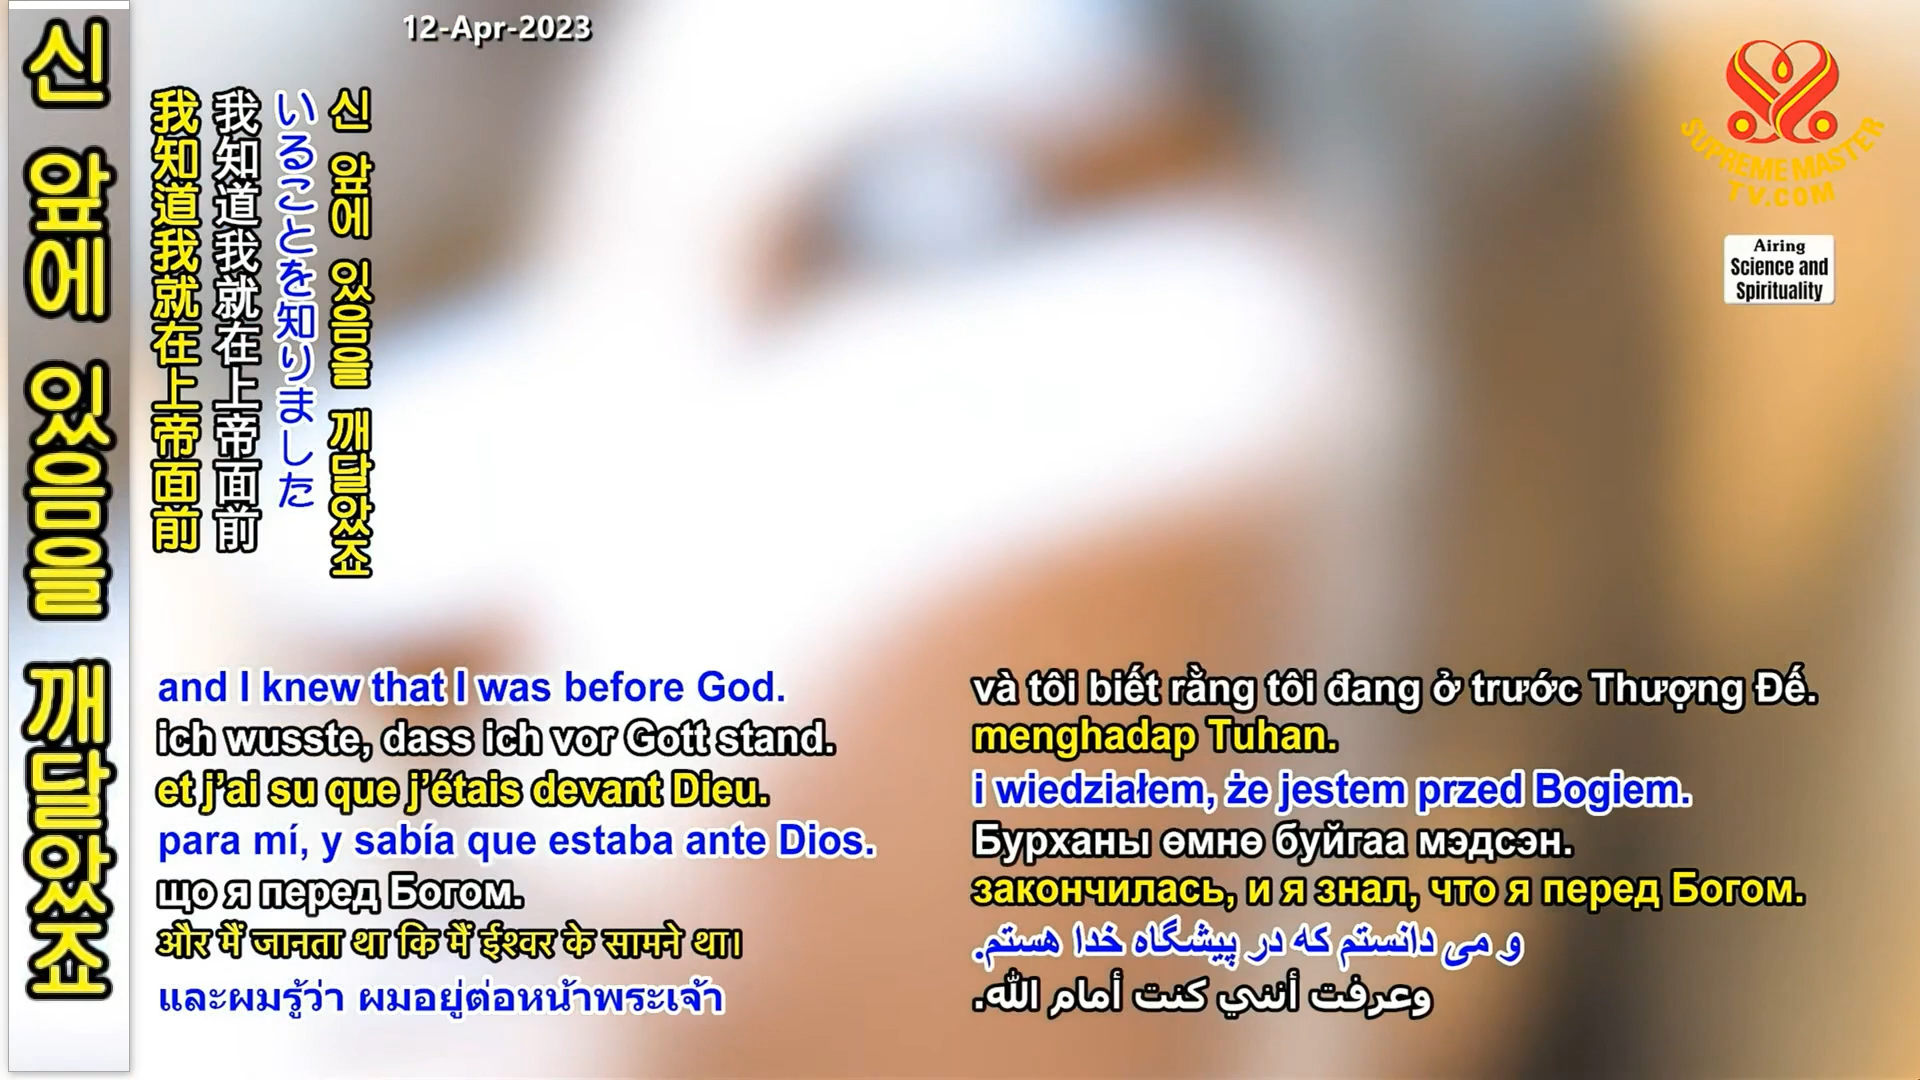 12-Apr-2023
신 앞에 있음을 깨달았죠
我知道我就在上帝面前
我知道我就在上帝面前
いることを知りました
신 앞에 있음을 깨달았죠
SUPREME MASTER
TV.COM
Airing
Science and
Spirituality
and I knew that I was before God.
ich wusste, dass ich vor Gott stand.
et j’ai su que j’étais devant Dieu.
para mí, y sabía que estaba ante Dios.
що я перед Богом.
और मैं जानता था कि मैं ईश्वर के सामने था।
และผมรู้ว่า ผมอยู่ต่อหน้าพระเจ้า
và tôi biết rằng tôi đang ở trước Thượng Đế.
menghadap Tuhan.
i wiedziałem, że jestem przed Bogiem.
Бурханы өмнө буйгаа мэдсэн.
закончилась, и я знал, что я перед Богом.
و می دانستم که در پیشگاه خدا هستم.
وعرفت أنني كنت أمام الله.